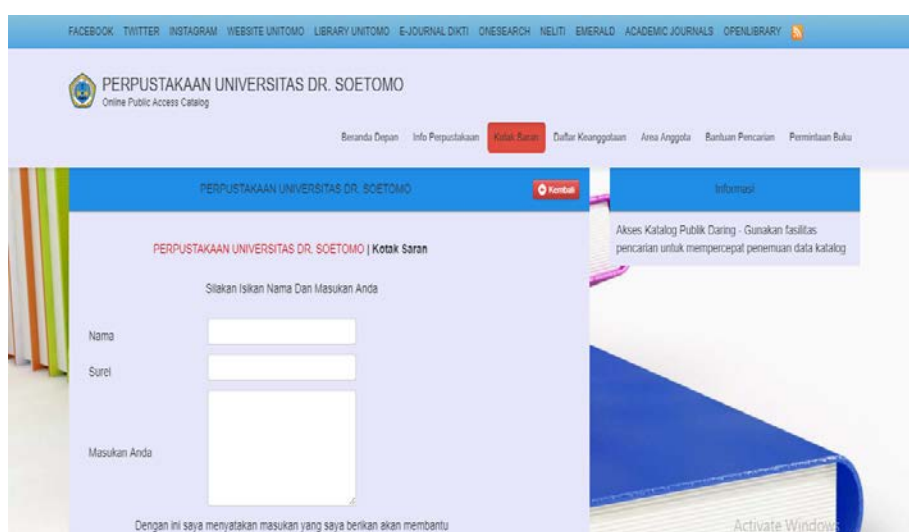 FACEBOOK TWITTER INSTAGRAM WEBSITE UNITOMO LIBRARY UNITOMO E-JOURNAL DIKTI ONESEARCH NELITI EMERALD ACADEMIC JOURNALS OPENLIBRARY
PERPUSTAKAAN UNIVERSITAS DR. SOETOMO
Online Public Access Catalog
Beranda Depan Info Perpustakaan Kotak Saran Daftar Keanggotaan Area Anggota Bantuan Pencarian Permintaan Buku
PERPUSTAKAAN UNIVERSITAS DR. SOETOMO Kembali
Informasi
Akses Katalog Publik Daring - Gunakan fasilitas
pencarian untuk mempercepat penemuan data katalog
PERPUSTAKAAN UNIVERSITAS DR. SOETOMO | Kotak Saran
Silakan Isikan Nama Dan Masukan Anda
Nama
Surel
Masukan Anda
Dengan ini saya menyatakan masukan yang saya berikan akan membantu
Activate Windows